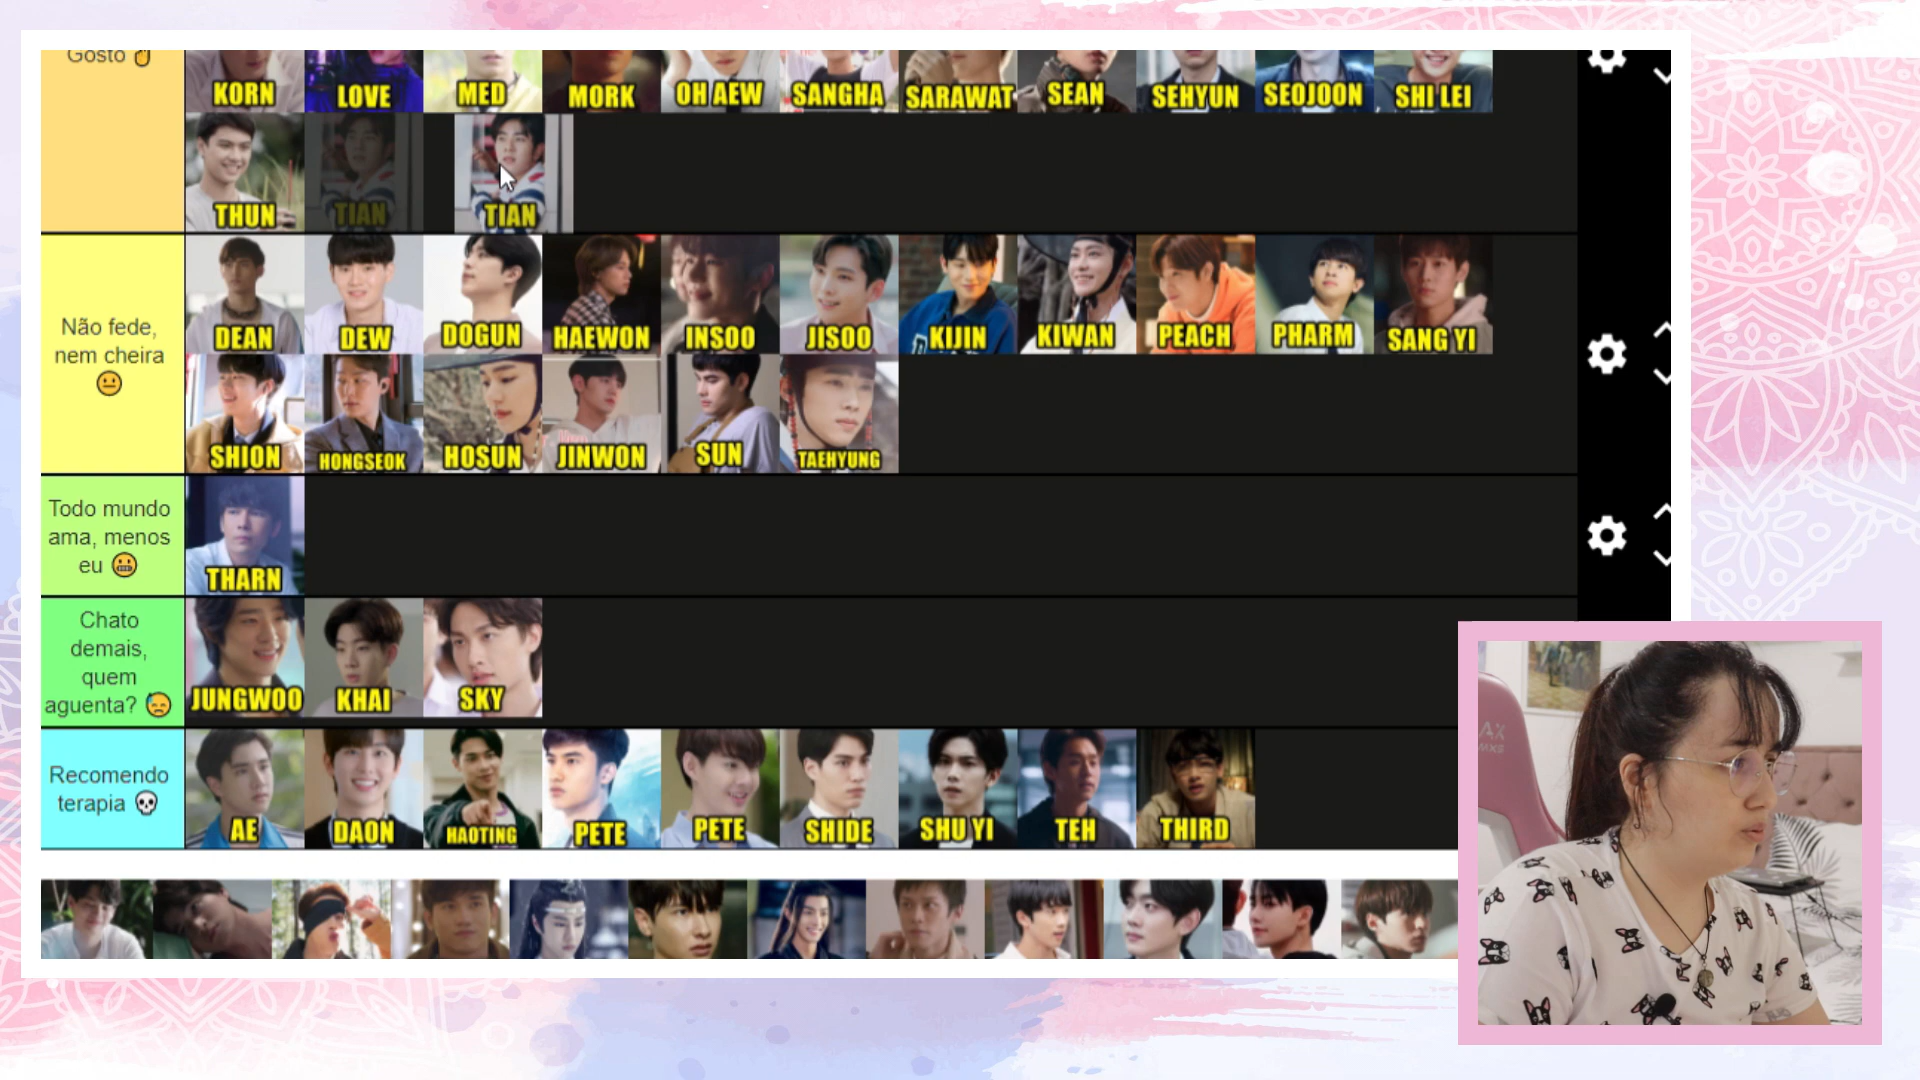 Gosto 👌
KORN LOVE MED MORK OH AEW SANGHA SARAWAT SEAN SEHYUN SEOJOON SHI LEI
THUN TIAN TIAN
Não fede,
nem cheira
😐
DEAN DEW DOGUN HAEWON INSOO JISOO KIJIN KIWAN PEACH PHARM SANG YI
SHION HONGSEOK HOSUN JINWON SUN TAEHYUNG
Todo mundo
ama, menos
eu 😬
THARN
Chato
demais,
quem
aguenta? 😓
JUNGWOO KHAI SKY
Recomendo
terapia 💀
AE DAON HAOTING PETE PETE SHIDE SHU YI TEH THIRD